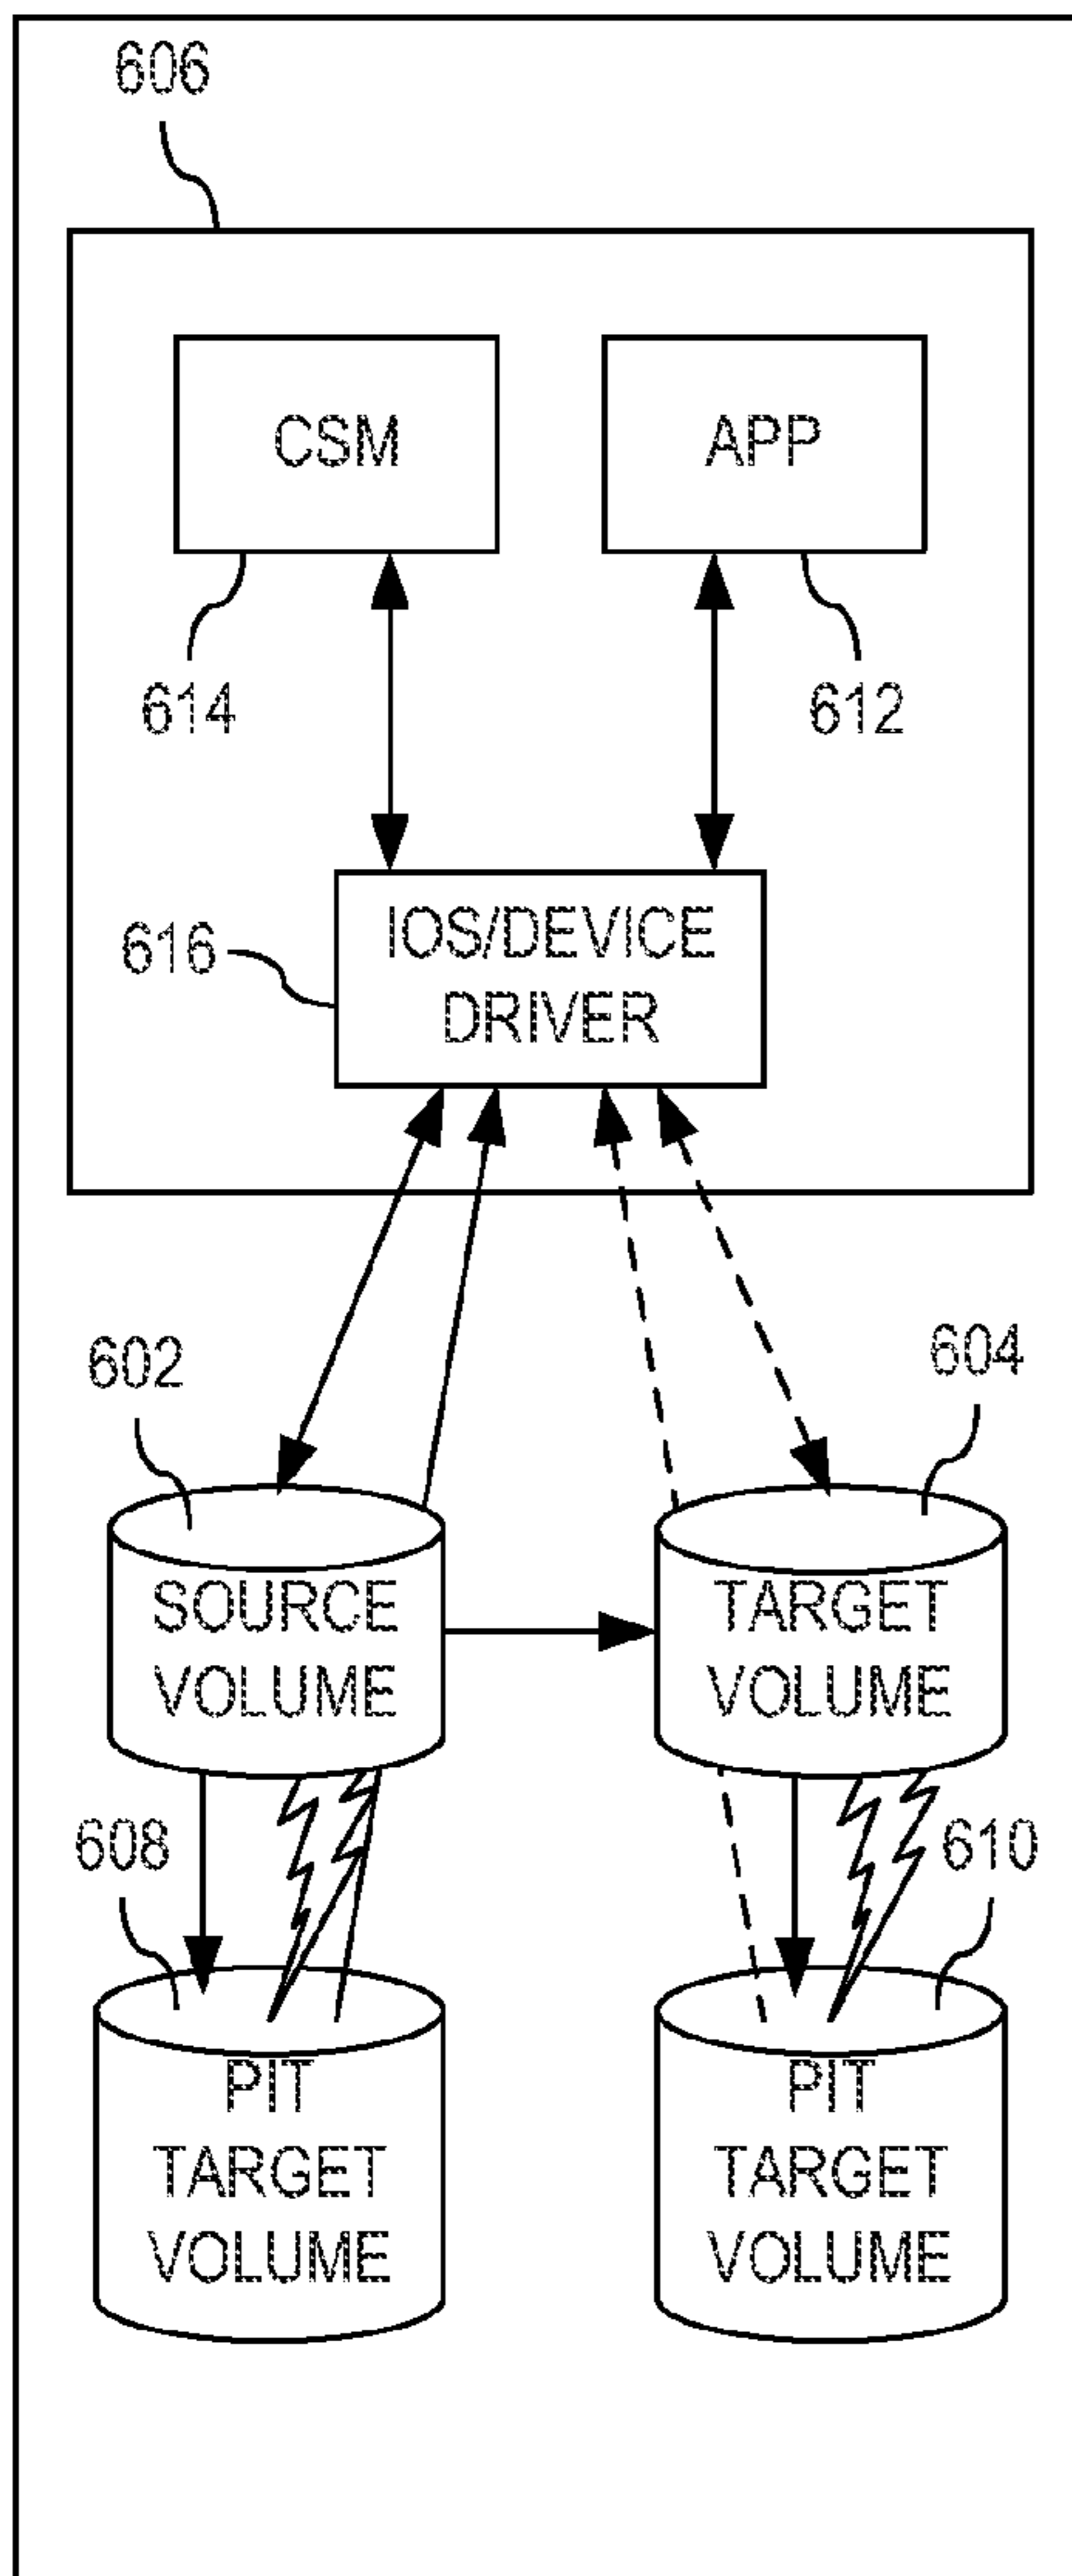 606
CSM
APP
614
612
616
IOS/DEVICE
DRIVER
602
604
SOURCE
VOLUME
TARGET
VOLUME
608
610
PIT
TARGET
VOLUME
PIT
TARGET
VOLUME